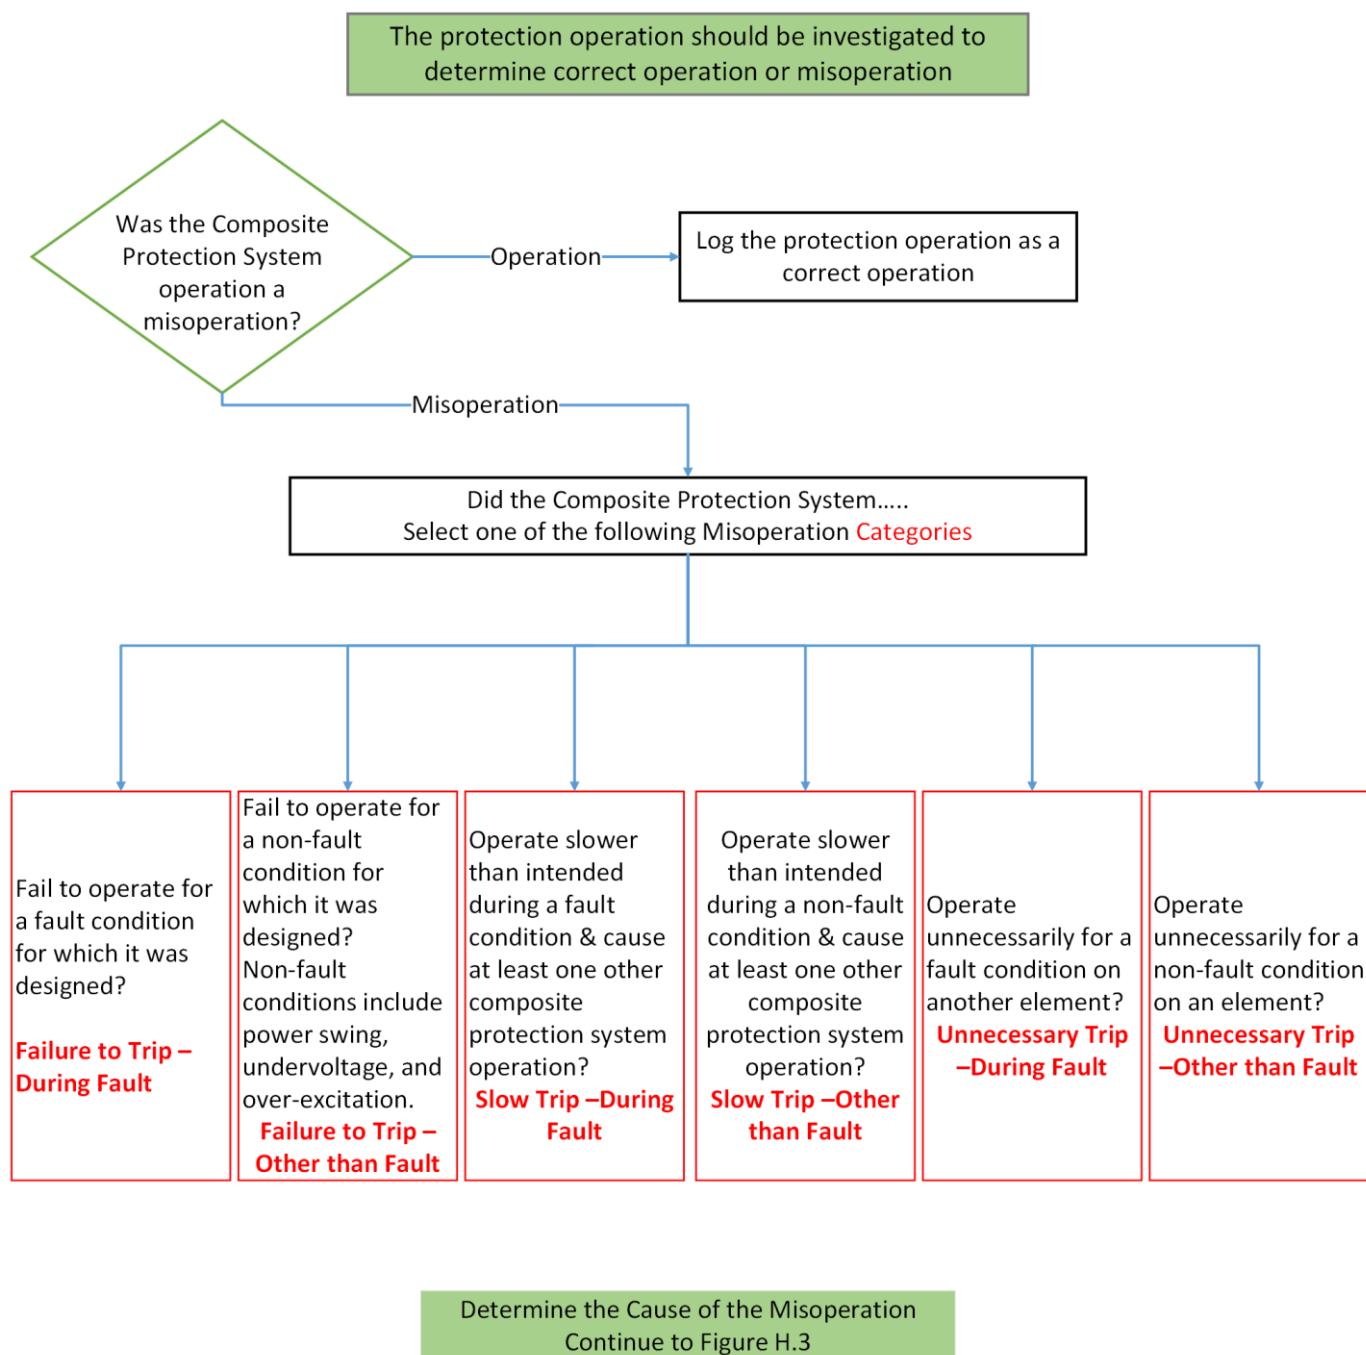 The protection operation should be investigated to
determine correct operation or misoperation
Was the Composite
Protection System
operation a
misoperation?
Operation
Log the protection operation as a
correct operation
Misoperation
Did the Composite Protection System.....
Select one of the following Misoperation Categories
Fail to operate for
a fault condition
for which it was
designed?
Failure to Trip –
During Fault
Fail to operate for
a non-fault
condition for
which it was
designed?
Non-fault
conditions include
power swing,
undervoltage, and
over-excitation.
Failure to Trip –
Other than Fault
Operate slower
than intended
during a fault
condition & cause
at least one other
composite
protection system
operation?
Slow Trip –During
Fault
Operate slower
than intended
during a non-fault
condition & cause
at least one other
composite
protection system
operation?
Slow Trip –Other
than Fault
Operate
unnecessarily for a
fault condition on
another element?
Unnecessary Trip
–During Fault
Operate
unnecessarily for a
non-fault condition
on an element?
Unnecessary Trip
–Other than Fault
Determine the Cause of the Misoperation
Continue to Figure H.3